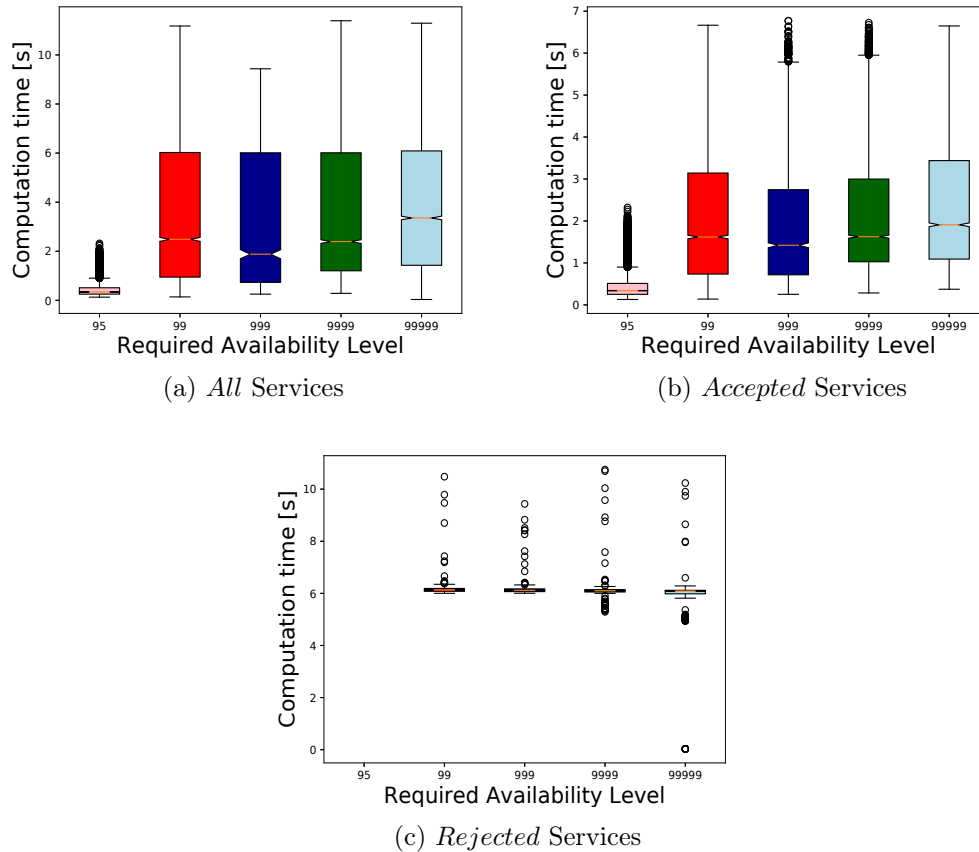 Computation time [s]
10
8
6
4
2
0
95 99 999 9999 99999
Required Availability Level
(a) All Services
Computation time [s]
7
6
5
4
3
2
1
0
95 99 999 9999 99999
Required Availability Level
(b) Accepted Services
Computation time [s]
10
8
6
4
2
0
95 99 999 9999 99999
Required Availability Level
(c) Rejected Services